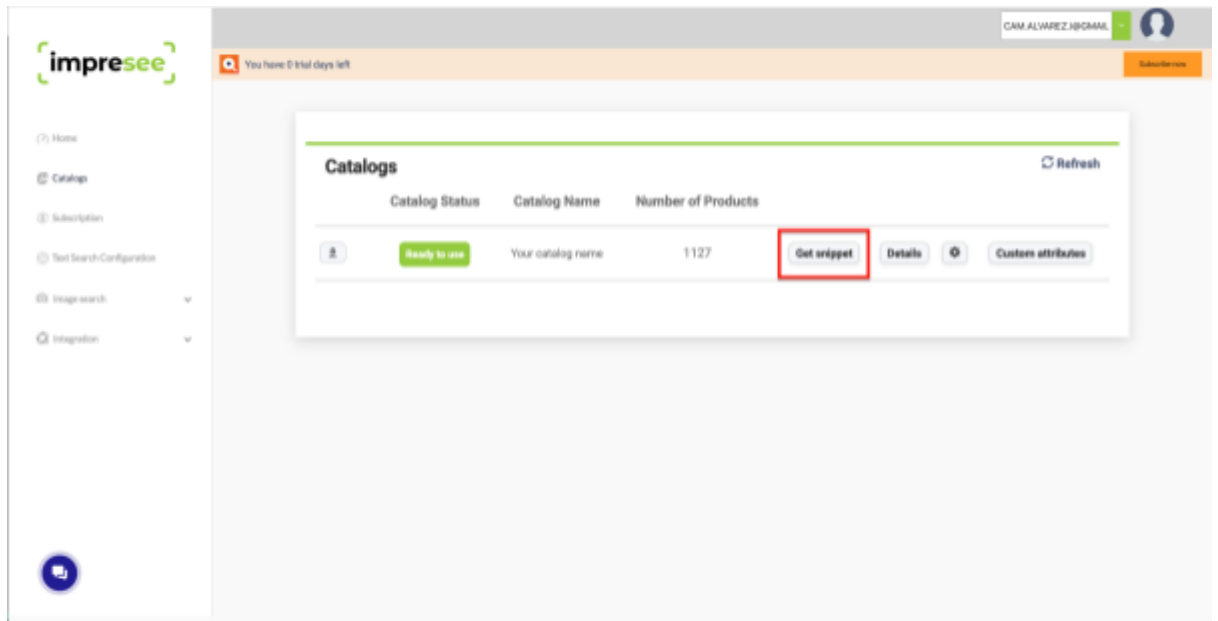 CAM.ALVAREZ.I@GMAIL
impresee
You have 0 trial days left
Subscribe now
Home
Catalogs
Subscription
Text Search Configuration
Image search
Integration
Catalogs
Refresh
Catalog Status Catalog Name Number of Products
Ready to use Your catalog name 1127 Get snippet Details Custom attributes